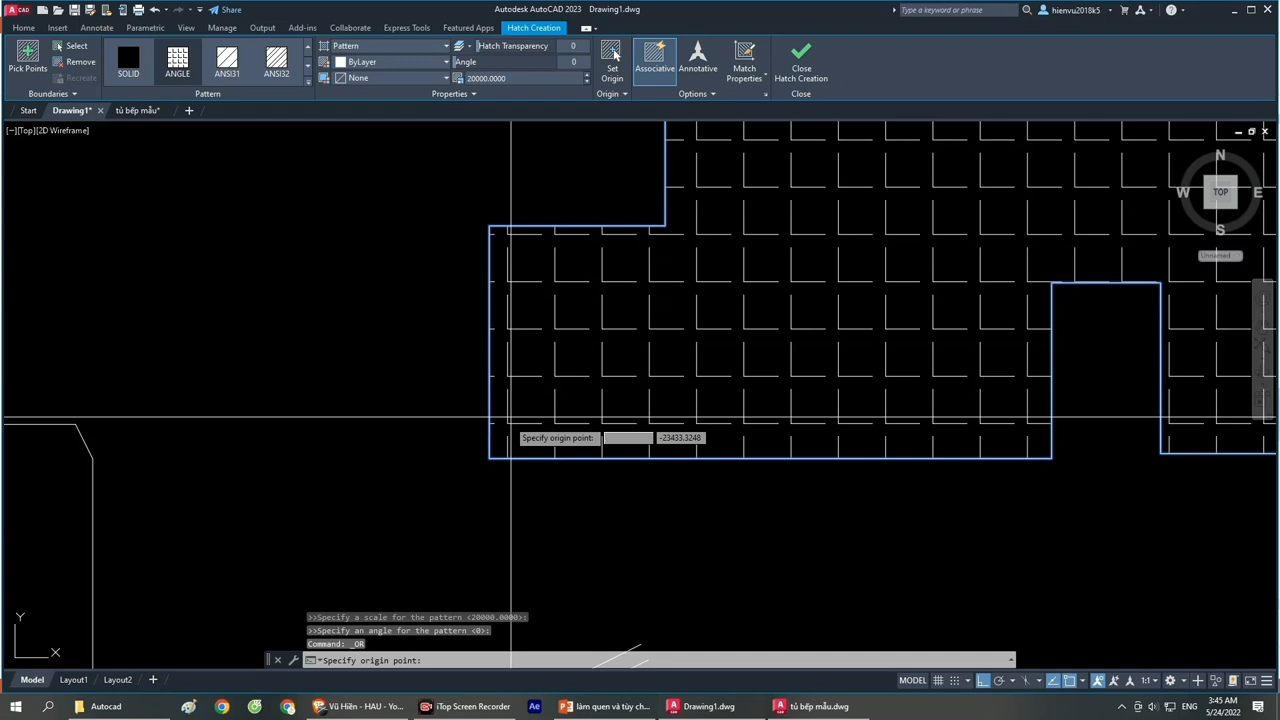 CAD
Share
Autodesk AutoCAD 2023 Drawing1.dwg
Type a keyword or phrase
hienvu2018k5
Home Insert Annotate Parametric View Manage Output Add-ins Collaborate Express Tools Featured Apps Hatch Creation
Pick Points
Select
Remove
Recreate
Boundaries
SOLID
ANGLE
ANSI31
ANSI32
Pattern
Pattern
ByLayer
None
Hatch Transparency 0
Angle 0
20000.0000
Properties
Set
Origin
Origin
Associative
Annotative
Match
Properties
Options
Close
Hatch Creation
Close
Start Drawing1* tủ bếp mẫu*
[−][Top][2D Wireframe]
N
W TOP E
S
Unnamed
Specify origin point: -23433.3248
Y
X
>>Specify a scale for the pattern <20000.0000>:
>>Specify an angle for the pattern <0>:
Command: _OR
Specify origin point:
Model Layout1 Layout2
MODEL 1:1
Autocad
Vũ Hiền - HAU - Yo...
iTop Screen Recorder
Ae
làm quen và tùy ch...
Drawing1.dwg
tủ bếp mẫu.dwg
ENG
3:45 AM
5/24/2022